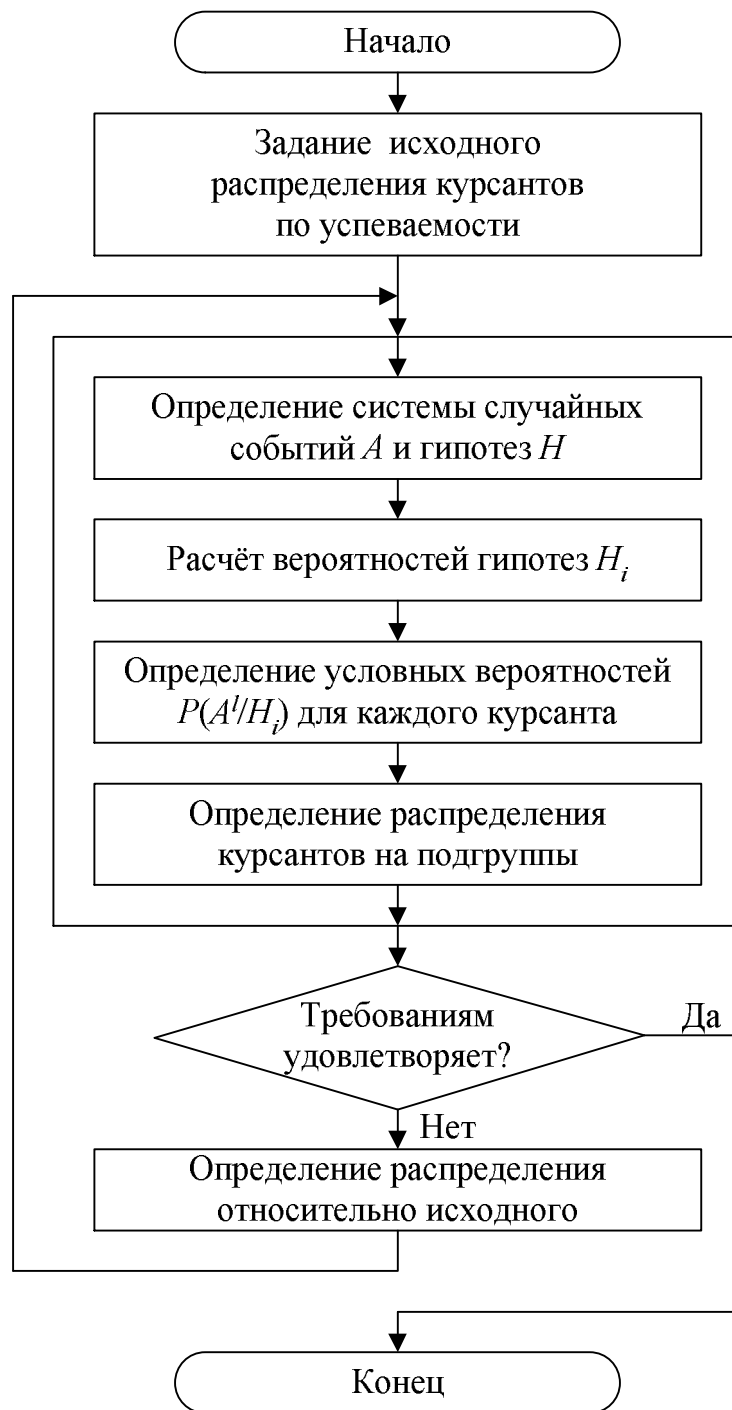 Начало
Задание исходного
распределения курсантов
по успеваемости
Определение системы случайных
событий A и гипотез H
Расчёт вероятностей гипотез Hᵢ
Определение условных вероятностей
P(Aˡ/Hᵢ) для каждого курсанта
Определение распределения
курсантов на подгруппы
Требованиям
удовлетворяет?
Да
Нет
Определение распределения
относительно исходного
Конец